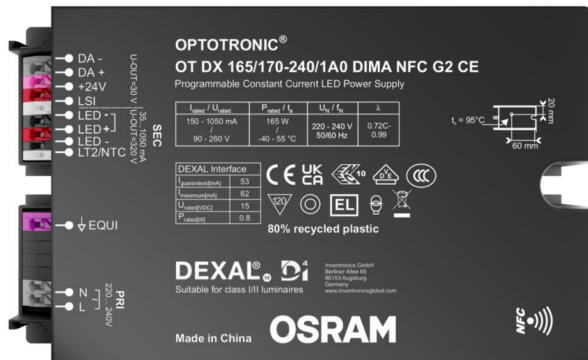 OPTOTRONIC®
OT DX 165/170-240/1A0 DIMA NFC G2 CE
Programmable Constant Current LED Power Supply
DA -
DA +
+24V
LSI
LED -
LED+
LED -
LT2/NTC
U-OUT=30 V
35...1050 mA
U-OUT=320 V
SEC
EQUI
N
L
PRI
220...240V
Irated / Urated
Prated / ta
UN / fN
λ
150 - 1050 mA
/
90 - 260 V
165 W
/
-40 - 55 °C
220 - 240 V
50/60 Hz
0.72C-
0.99
tc = 95°C
20 mm
60 mm
DEXAL Interface
Iguaranteed[mA] 53
Imaximum[mA] 62
Urated[VDC] 15
Prated[W] 0.8
CE
UK
CA
10
CCC
120
EL
80% recycled plastic
DEXAL® D4i
Suitable for class I/II luminaires
Inventronics GmbH
Berliner Allee 65
86153 Augsburg
Germany
www.inventronicsglobal.com
Made in China
OSRAM
NFC